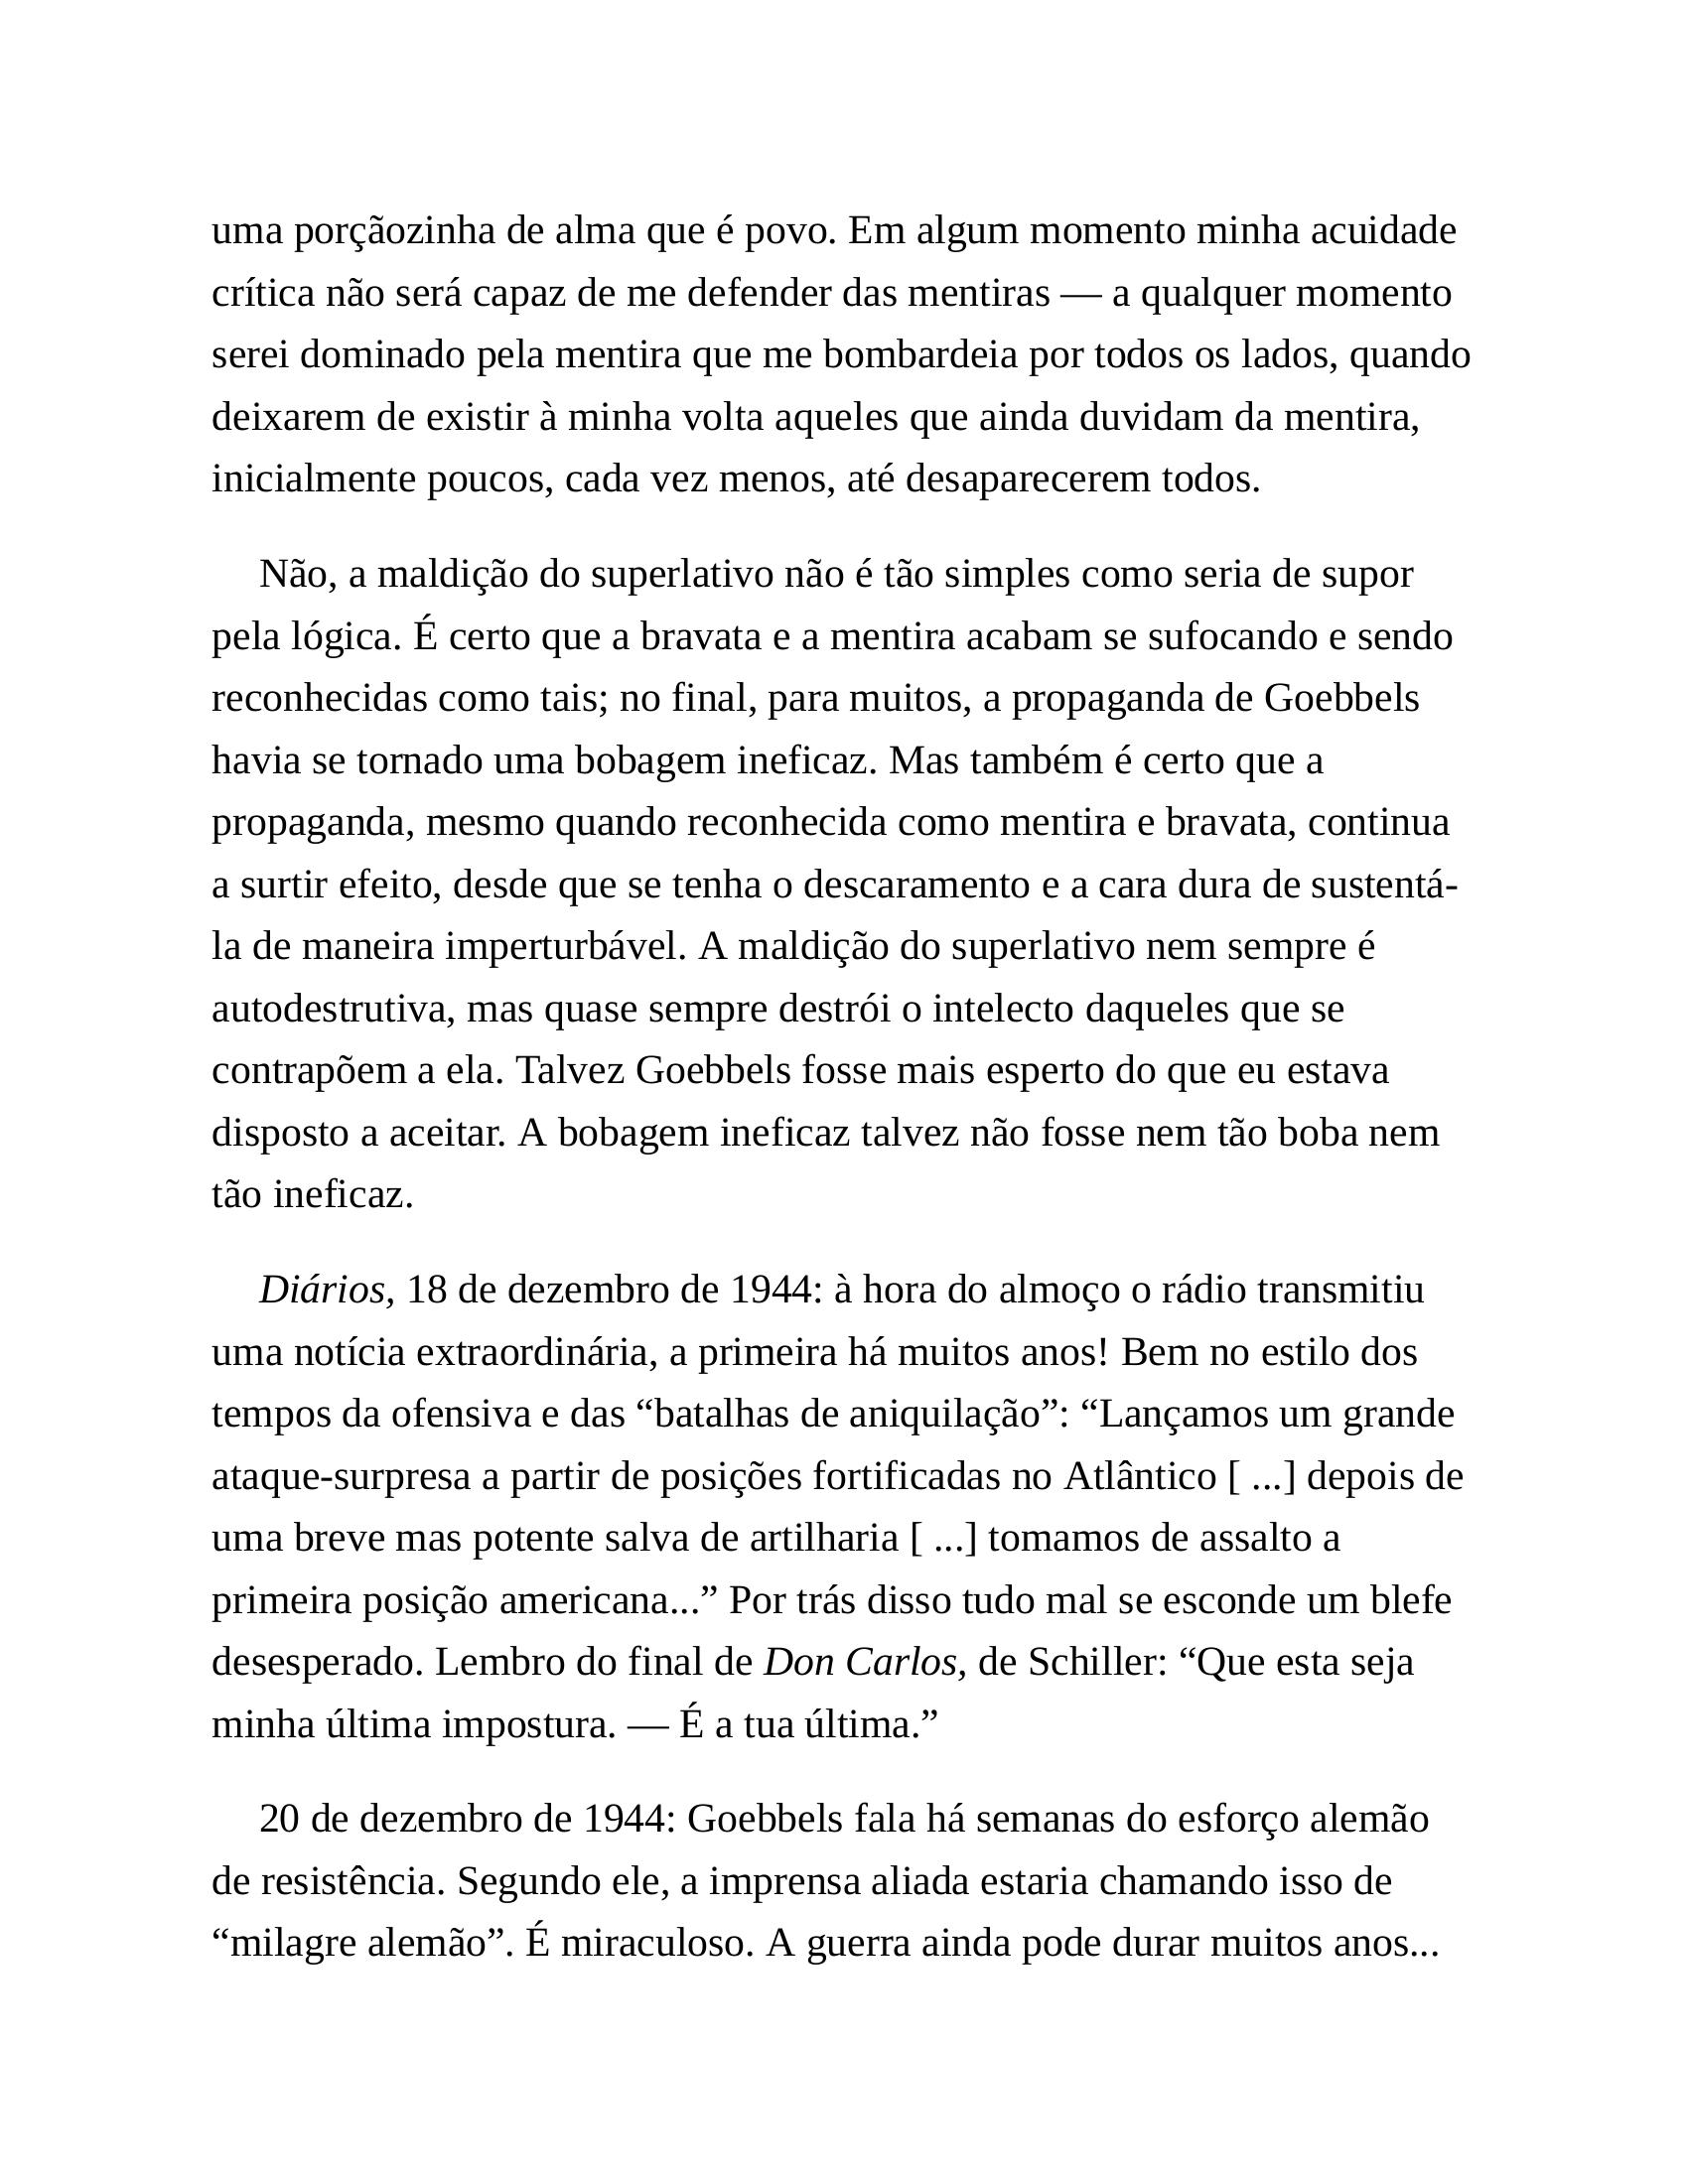 uma porçãozinha de alma que é povo. Em algum momento minha acuidade
crítica não será capaz de me defender das mentiras — a qualquer momento
serei dominado pela mentira que me bombardeia por todos os lados, quando
deixarem de existir à minha volta aqueles que ainda duvidam da mentira,
inicialmente poucos, cada vez menos, até desaparecerem todos.
Não, a maldição do superlativo não é tão simples como seria de supor
pela lógica. É certo que a bravata e a mentira acabam se sufocando e sendo
reconhecidas como tais; no final, para muitos, a propaganda de Goebbels
havia se tornado uma bobagem ineficaz. Mas também é certo que a
propaganda, mesmo quando reconhecida como mentira e bravata, continua
a surtir efeito, desde que se tenha o descaramento e a cara dura de sustentá-
la de maneira imperturbável. A maldição do superlativo nem sempre é
autodestrutiva, mas quase sempre destrói o intelecto daqueles que se
contrapõem a ela. Talvez Goebbels fosse mais esperto do que eu estava
disposto a aceitar. A bobagem ineficaz talvez não fosse nem tão boba nem
tão ineficaz.
Diários, 18 de dezembro de 1944: à hora do almoço o rádio transmitiu
uma notícia extraordinária, a primeira há muitos anos! Bem no estilo dos
tempos da ofensiva e das “batalhas de aniquilação”: “Lançamos um grande
ataque-surpresa a partir de posições fortificadas no Atlântico [ ...] depois de
uma breve mas potente salva de artilharia [ ...] tomamos de assalto a
primeira posição americana...” Por trás disso tudo mal se esconde um blefe
desesperado. Lembro do final de Don Carlos, de Schiller: “Que esta seja
minha última impostura. — É a tua última.”
20 de dezembro de 1944: Goebbels fala há semanas do esforço alemão
de resistência. Segundo ele, a imprensa aliada estaria chamando isso de
“milagre alemão”. É miraculoso. A guerra ainda pode durar muitos anos...